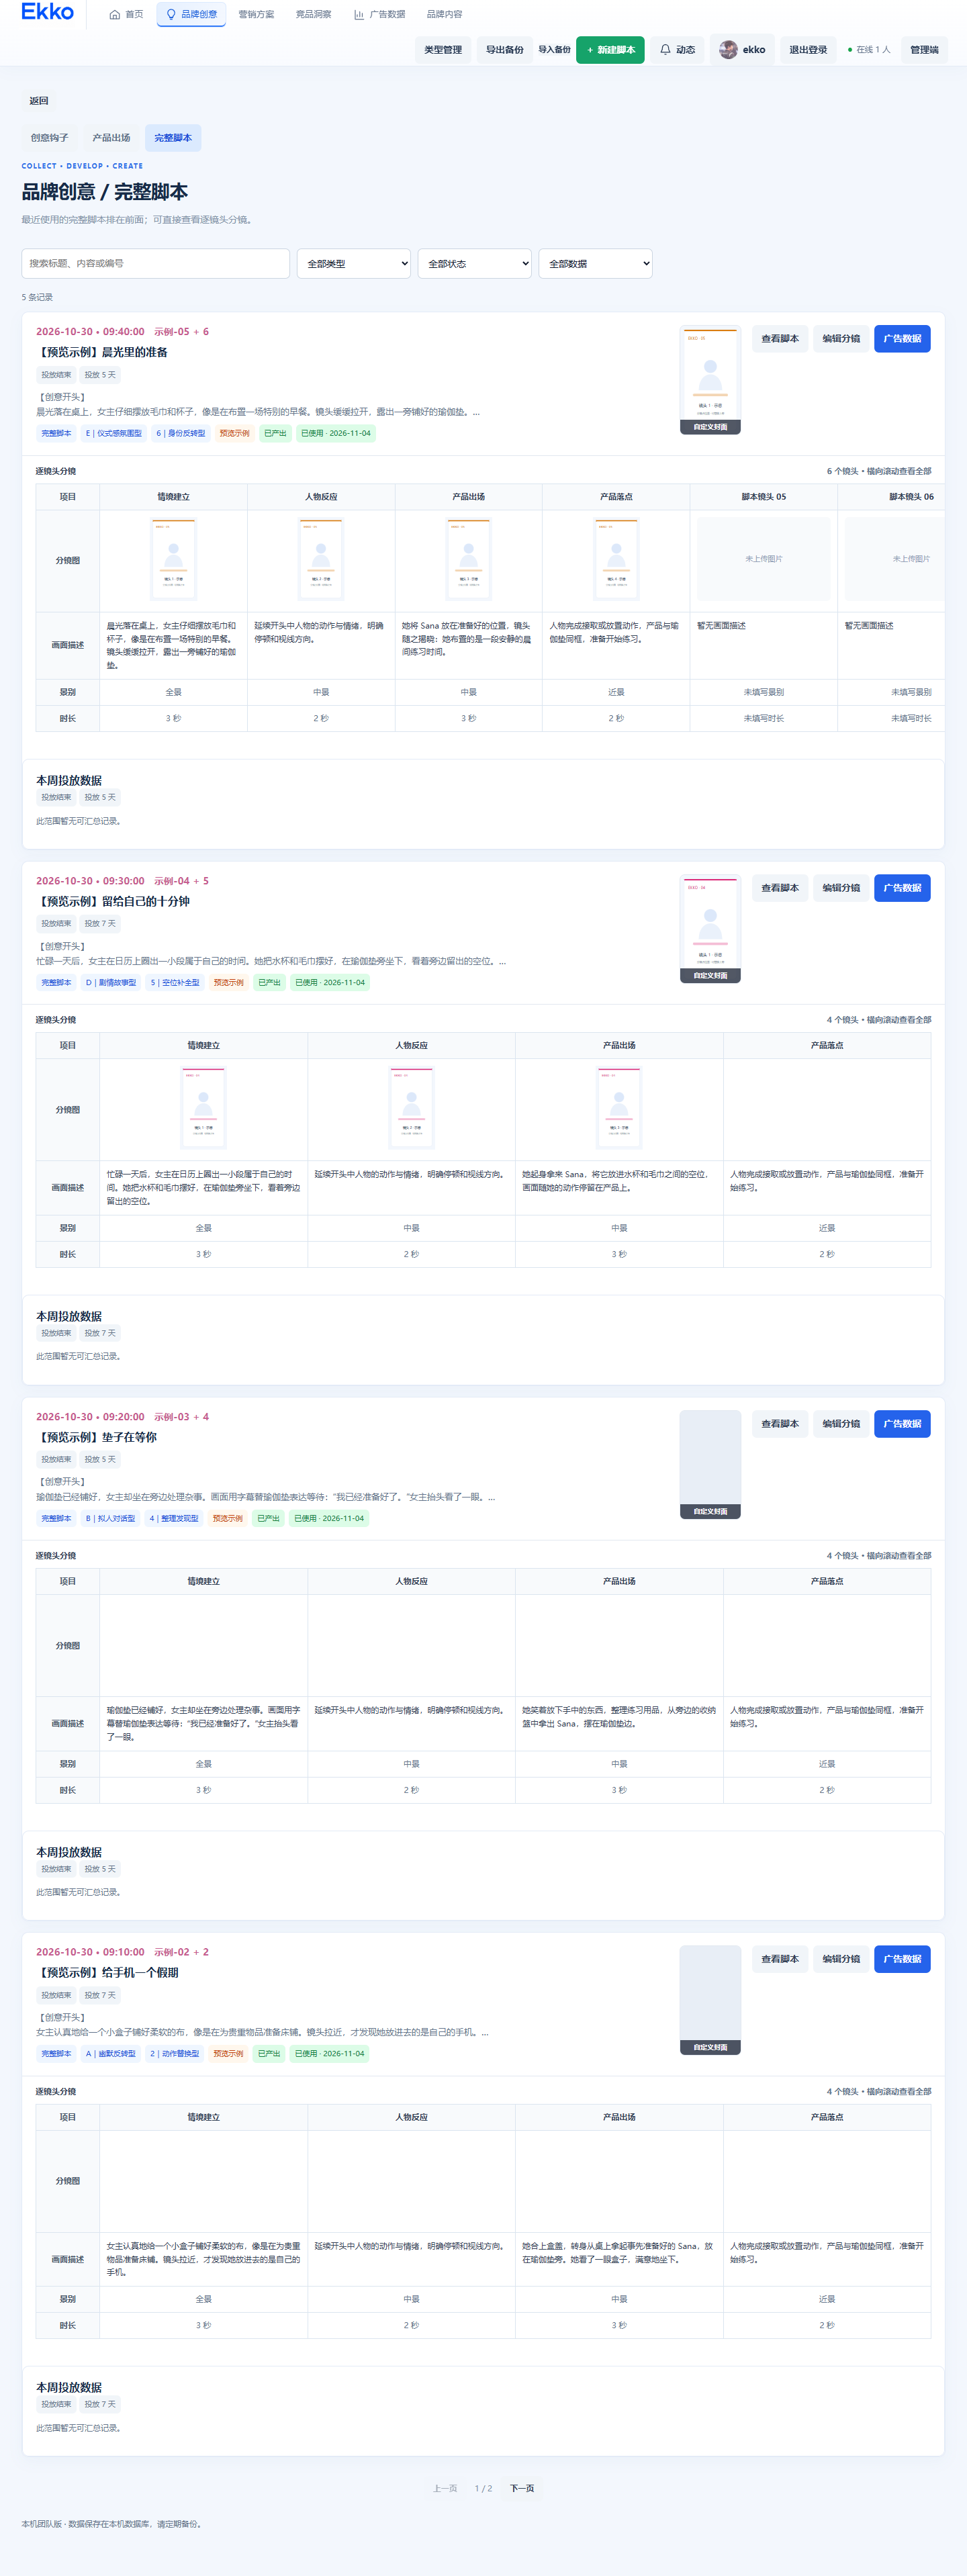 Ekko
首页
品牌创意
营销方案
竞品洞察
广告数据
品牌内容
类型管理
导出备份
导入备份
+ 新建脚本
动态
ekko
退出登录
在线 1 人
管理端
返回
创意钩子
产品出场
完整脚本
COLLECT • DEVELOP • CREATE
品牌创意 / 完整脚本
最近使用的完整脚本排在前面；可直接查看逐镜头分镜。
搜索标题、内容或编号
全部类型
全部状态
全部数据
5 条记录
2026-10-30 • 09:40:00 示例-05 + 6
【预览示例】晨光里的准备
投放结束 投放 5 天
【创意开头】
晨光落在桌上，女主仔细摆放毛巾和杯子，像是在布置一场特别的早餐。镜头缓缓拉开，露出一旁铺好的瑜伽垫。...
完整脚本 E | 仪式感氛围型 6 | 身份反转型 预览示例 已产出 已使用 · 2026-11-04
自定义封面
查看脚本
编辑分镜
广告数据
逐镜头分镜
6 个镜头 • 横向滚动查看全部
项目 情境建立 人物反应 产品出场 产品落点 脚本镜头 05 脚本镜头 06
分镜图 未上传图片 未上传图片
画面描述
晨光落在桌上，女主仔细摆放毛巾和
杯子，像是在布置一场特别的早餐。
镜头缓缓拉开，露出一旁铺好的瑜伽
垫。
延续开头中人物的动作与情绪，明确
停顿和视线方向。
她将 Sana 放在准备好的位置，镜头
随之揭晓：她布置的是一段安静的晨
间练习时间。
人物完成接取或放置动作，产品与瑜
伽垫同框，准备开始练习。
暂无画面描述
暂无画面描述
景别 全景 中景 中景 近景 未填写景别 未填写景别
时长 3 秒 2 秒 3 秒 2 秒 未填写时长 未填写时长
本周投放数据
投放结束 投放 5 天
此范围暂无可汇总记录。
2026-10-30 • 09:30:00 示例-04 + 5
【预览示例】留给自己的十分钟
投放结束 投放 7 天
【创意开头】
忙碌一天后，女主在日历上圈出一小段属于自己的时间。她把水杯和毛巾摆好，在瑜伽垫旁坐下，看着旁边留出的空位。...
完整脚本 D | 剧情故事型 5 | 空位补全型 预览示例 已产出 已使用 · 2026-11-04
自定义封面
查看脚本
编辑分镜
广告数据
逐镜头分镜
4 个镜头 • 横向滚动查看全部
项目 情境建立 人物反应 产品出场 产品落点
分镜图
画面描述
忙碌一天后，女主在日历上圈出一小段属于自己的时
间。她把水杯和毛巾摆好，在瑜伽垫旁坐下，看着旁边
留出的空位。
延续开头中人物的动作与情绪，明确停顿和视线方向。
她起身拿来 Sana，将它放进水杯和毛巾之间的空位，
画面随她的动作停留在产品上。
人物完成接取或放置动作，产品与瑜伽垫同框，准备开
始练习。
景别 全景 中景 中景 近景
时长 3 秒 2 秒 3 秒 2 秒
本周投放数据
投放结束 投放 7 天
此范围暂无可汇总记录。
2026-10-30 • 09:20:00 示例-03 + 4
【预览示例】垫子在等你
投放结束 投放 5 天
【创意开头】
瑜伽垫已经铺好，女主却坐在旁边处理杂事。画面用字幕替瑜伽垫表达等待：“我已经准备好了。”女主抬头看了一眼。...
完整脚本 B | 拟人对话型 4 | 整理发现型 预览示例 已产出 已使用 · 2026-11-04
自定义封面
查看脚本
编辑分镜
广告数据
逐镜头分镜
4 个镜头 • 横向滚动查看全部
项目 情境建立 人物反应 产品出场 产品落点
分镜图
画面描述
瑜伽垫已经铺好，女主却坐在旁边处理杂事。画面用字
幕替瑜伽垫表达等待：“我已经准备好了。”女主抬头看
了一眼。
延续开头中人物的动作与情绪，明确停顿和视线方向。
她笑着放下手中的东西，整理练习用品，从旁边的收纳
篮中拿出 Sana，摆在瑜伽垫边。
人物完成接取或放置动作，产品与瑜伽垫同框，准备开
始练习。
景别 全景 中景 中景 近景
时长 3 秒 2 秒 3 秒 2 秒
本周投放数据
投放结束 投放 5 天
此范围暂无可汇总记录。
2026-10-30 • 09:10:00 示例-02 + 2
【预览示例】给手机一个假期
投放结束 投放 7 天
【创意开头】
女主认真地给一个小盒子铺好柔软的布，像是在为贵重物品准备床铺。镜头拉近，才发现她放进去的是自己的手机。...
完整脚本 A | 幽默反转型 2 | 动作替换型 预览示例 已产出 已使用 · 2026-11-04
自定义封面
查看脚本
编辑分镜
广告数据
逐镜头分镜
4 个镜头 • 横向滚动查看全部
项目 情境建立 人物反应 产品出场 产品落点
分镜图
画面描述
女主认真地给一个小盒子铺好柔软的布，像是在为贵重
物品准备床铺。镜头拉近，才发现她放进去的是自己的
手机。
延续开头中人物的动作与情绪，明确停顿和视线方向。
她合上盒盖，转身从桌上拿起事先准备好的 Sana，放
在瑜伽垫旁。她看了一眼盒子，满意地坐下。
人物完成接取或放置动作，产品与瑜伽垫同框，准备开
始练习。
景别 全景 中景 中景 近景
时长 3 秒 2 秒 3 秒 2 秒
本周投放数据
投放结束 投放 7 天
此范围暂无可汇总记录。
上一页 1 / 2 下一页
本机团队版 · 数据保存在本机数据库，请定期备份。